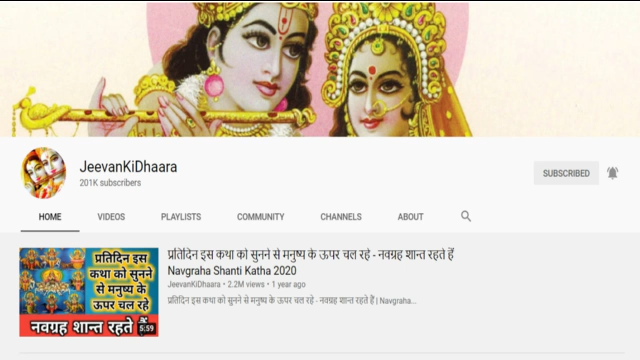 JeevanKiDhaara
201K subscribers
SUBSCRIBED
HOME VIDEOS PLAYLISTS COMMUNITY CHANNELS ABOUT
प्रतिदिन इस
कथा को सुनने
से मनुष्य के
ऊपर चल रहे
नवग्रह शान्त रहते हैं
5:59
प्रतिदिन इस कथा को सुनने से मनुष्य के ऊपर चल रहे - नवग्रह शान्त रहते हैं
Navgraha Shanti Katha 2020
JeevanKiDhaara • 2.2M views • 1 year ago
प्रतिदिन इस कथा को सुनने से मनुष्य के ऊपर चल रहे - नवग्रह शान्त रहते हैं | Navgraha...